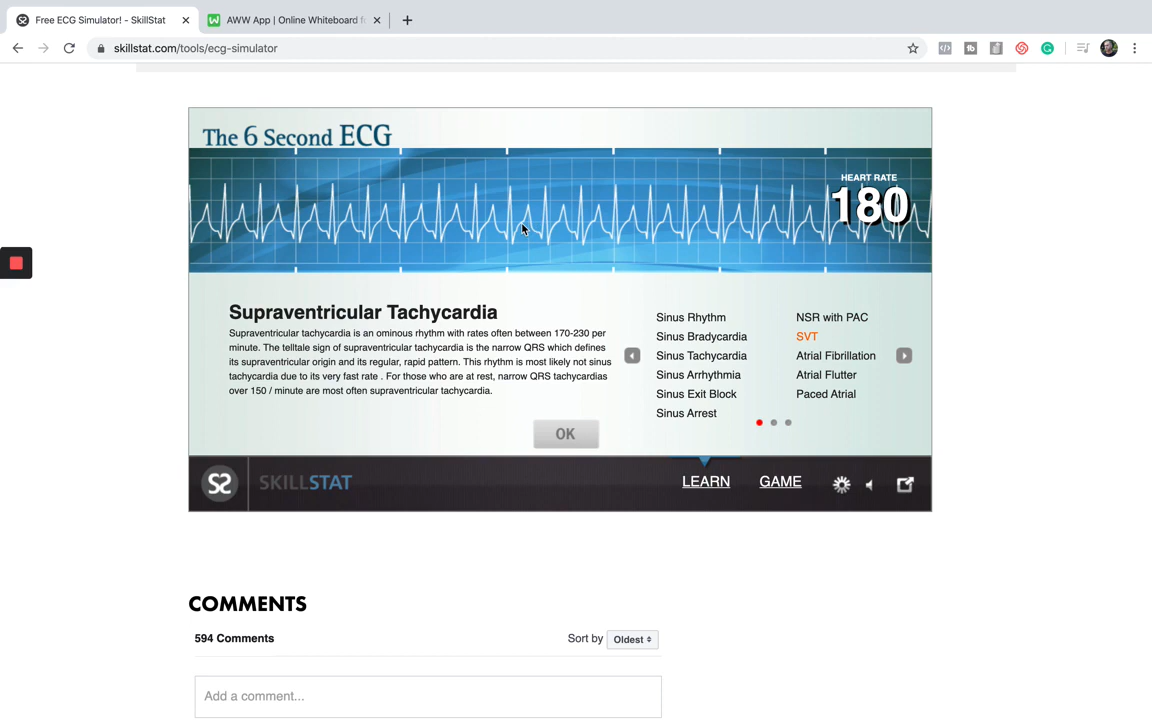 Free ECG Simulator! - SkillStat
AWW App | Online Whiteboard f
skillstat.com/tools/ecg-simulator
The 6 Second ECG
HEART RATE
180
Supraventricular Tachycardia
Supraventricular tachycardia is an ominous rhythm with rates often between 170-230 per
minute. The telltale sign of supraventricular tachycardia is the narrow QRS which defines
its supraventricular origin and its regular, rapid pattern. This rhythm is most likely not sinus
tachycardia due to its very fast rate . For those who are at rest, narrow QRS tachycardias
over 150 / minute are most often supraventricular tachycardia.
OK
Sinus Rhythm
Sinus Bradycardia
Sinus Tachycardia
Sinus Arrhythmia
Sinus Exit Block
Sinus Arrest
NSR with PAC
SVT
Atrial Fibrillation
Atrial Flutter
Paced Atrial
SKILLSTAT
LEARN
GAME
COMMENTS
594 Comments
Sort by Oldest
Add a comment...